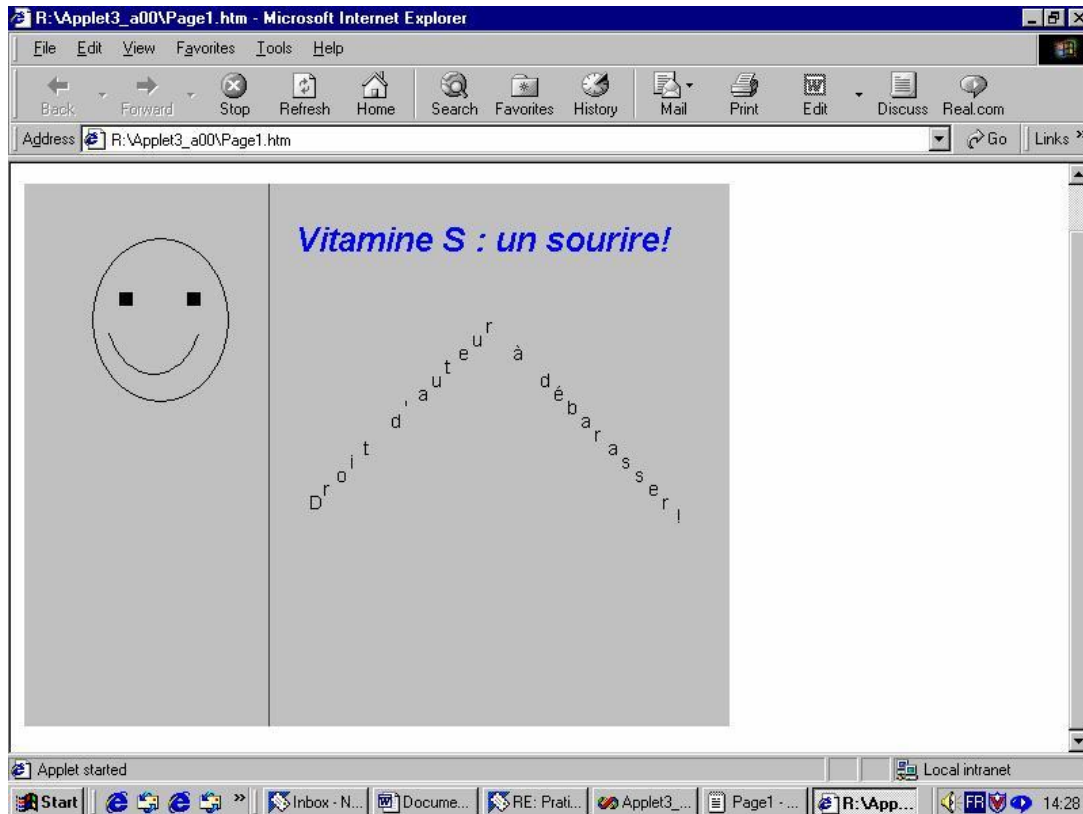 R:\Applet3_a00\Page1.htm - Microsoft Internet Explorer
File Edit View Favorites Tools Help
Back Forward Stop Refresh Home Search Favorites History Mail Print Edit Discuss Real.com
Address R:\Applet3_a00\Page1.htm Go Links »
Vitamine S : un sourire!
Droit d'auteur à débarasser!
Applet started Local intranet
Start » Inbox - N... Docume... RE: Prati... Applet3_... Page1 - ... R:\App... FR 14:28